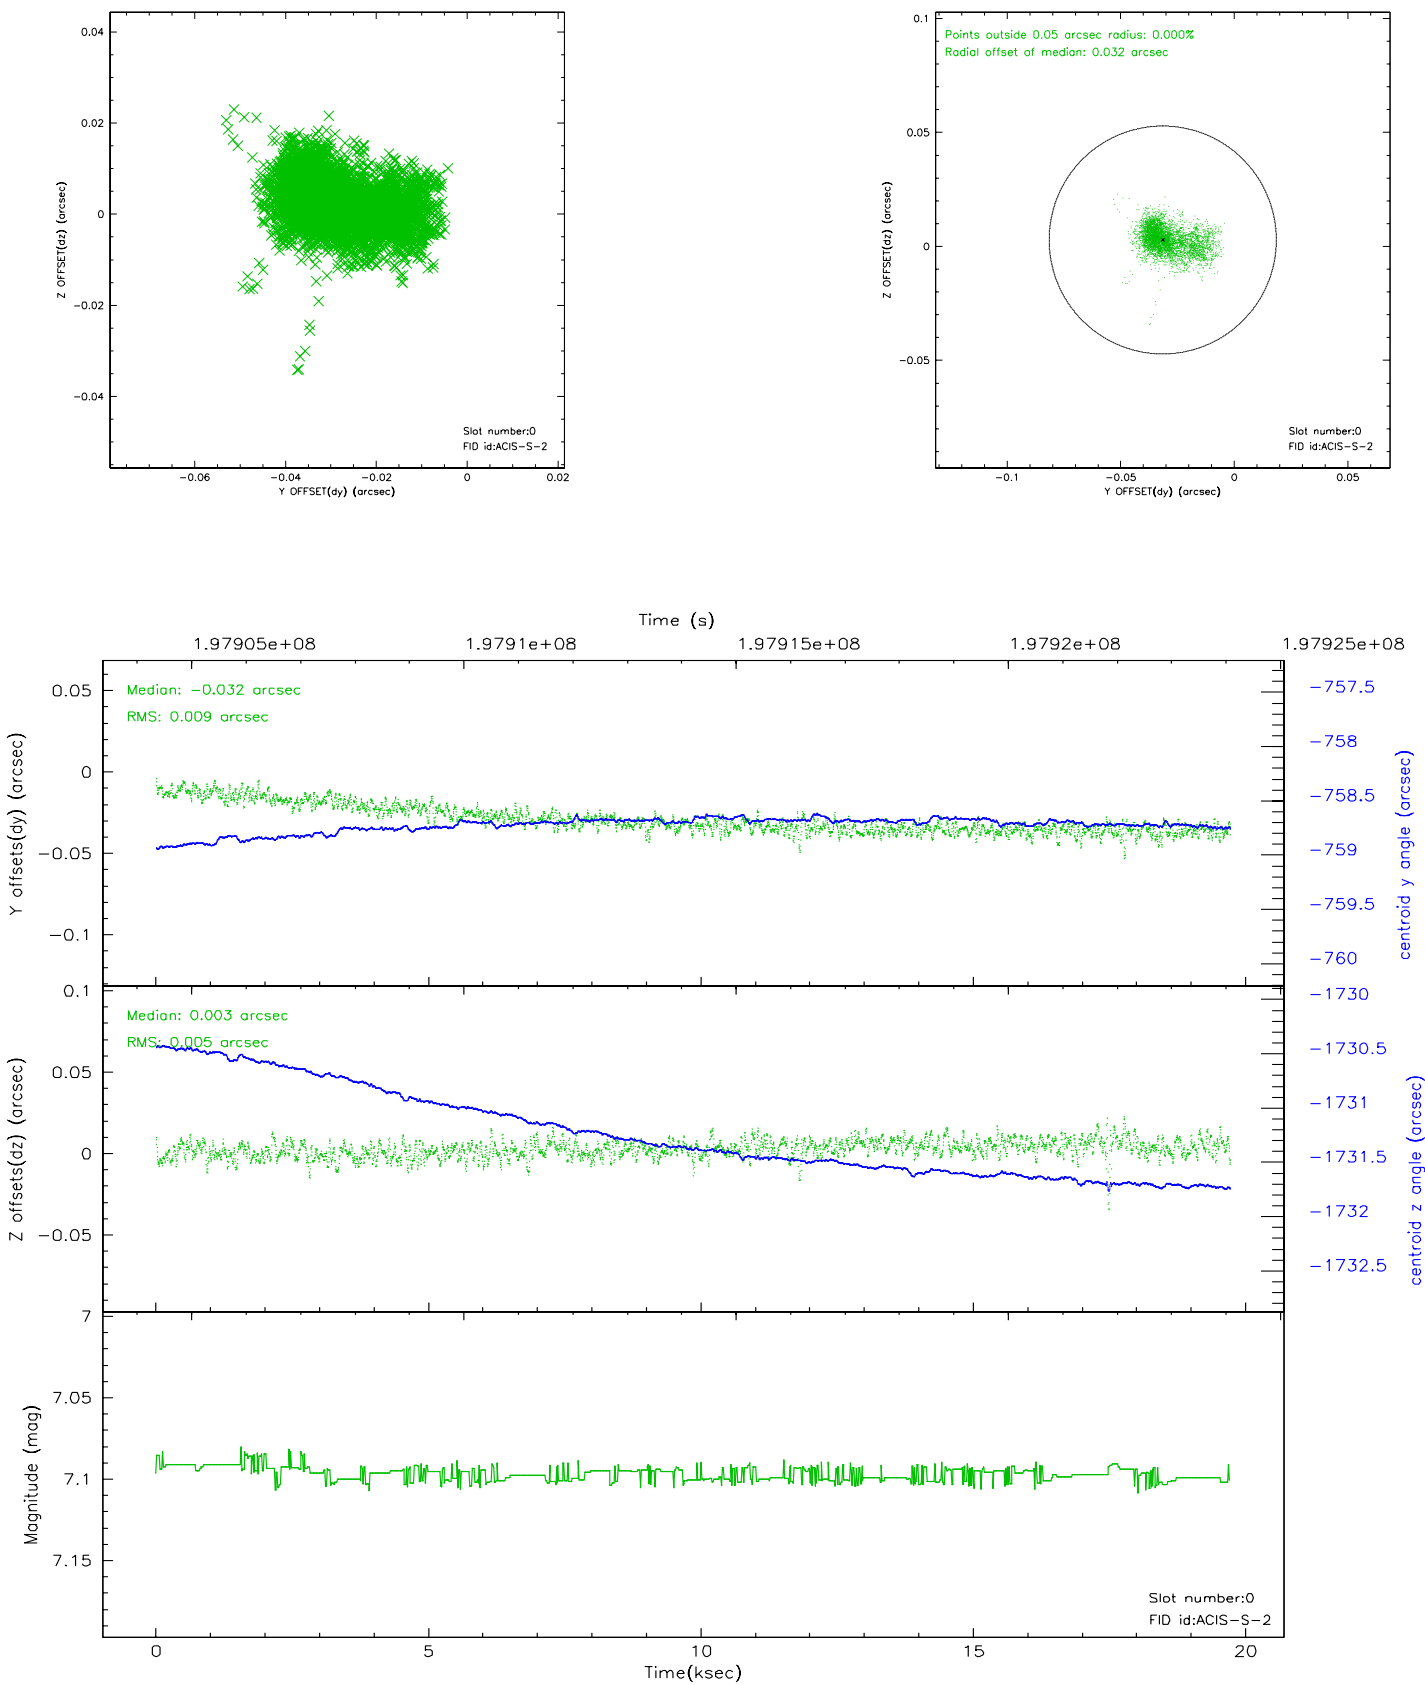 0.04
0.02
0
−0.02
−0.04
Z OFFSET(dz) (arcsec)
Slot number:0
FID id:ACIS−S−2
−0.06
−0.04
−0.02
0
0.02
Y OFFSET(dy) (arcsec)
0.1
0.05
0
−0.05
Z OFFSET(dz) (arcsec)
Points outside 0.05 arcsec radius: 0.000%
Radial offset of median: 0.032 arcsec
Slot number:0
FID id:ACIS−S−2
−0.1
−0.05
0
0.05
Y OFFSET(dy) (arcsec)
Time (s)
1.97905e+08
1.9791e+08
1.97915e+08
1.9792e+08
1.97925e+08
Y offsets(dy) (arcsec)
0.05
0
−0.05
−0.1
Median: −0.032 arcsec
RMS: 0.009 arcsec
−757.5
−758
−758.5
−759
−759.5
−760
centroid y angle (arcsec)
Z offsets(dz) (arcsec)
0.1
0.05
0
−0.05
Median: 0.003 arcsec
RMS: 0.005 arcsec
−1730
−1730.5
−1731
−1731.5
−1732
−1732.5
centroid z angle (arcsec)
Magnitude (mag)
7
7.05
7.1
7.15
Slot number:0
FID id:ACIS−S−2
0
5
10
15
20
Time(ksec)